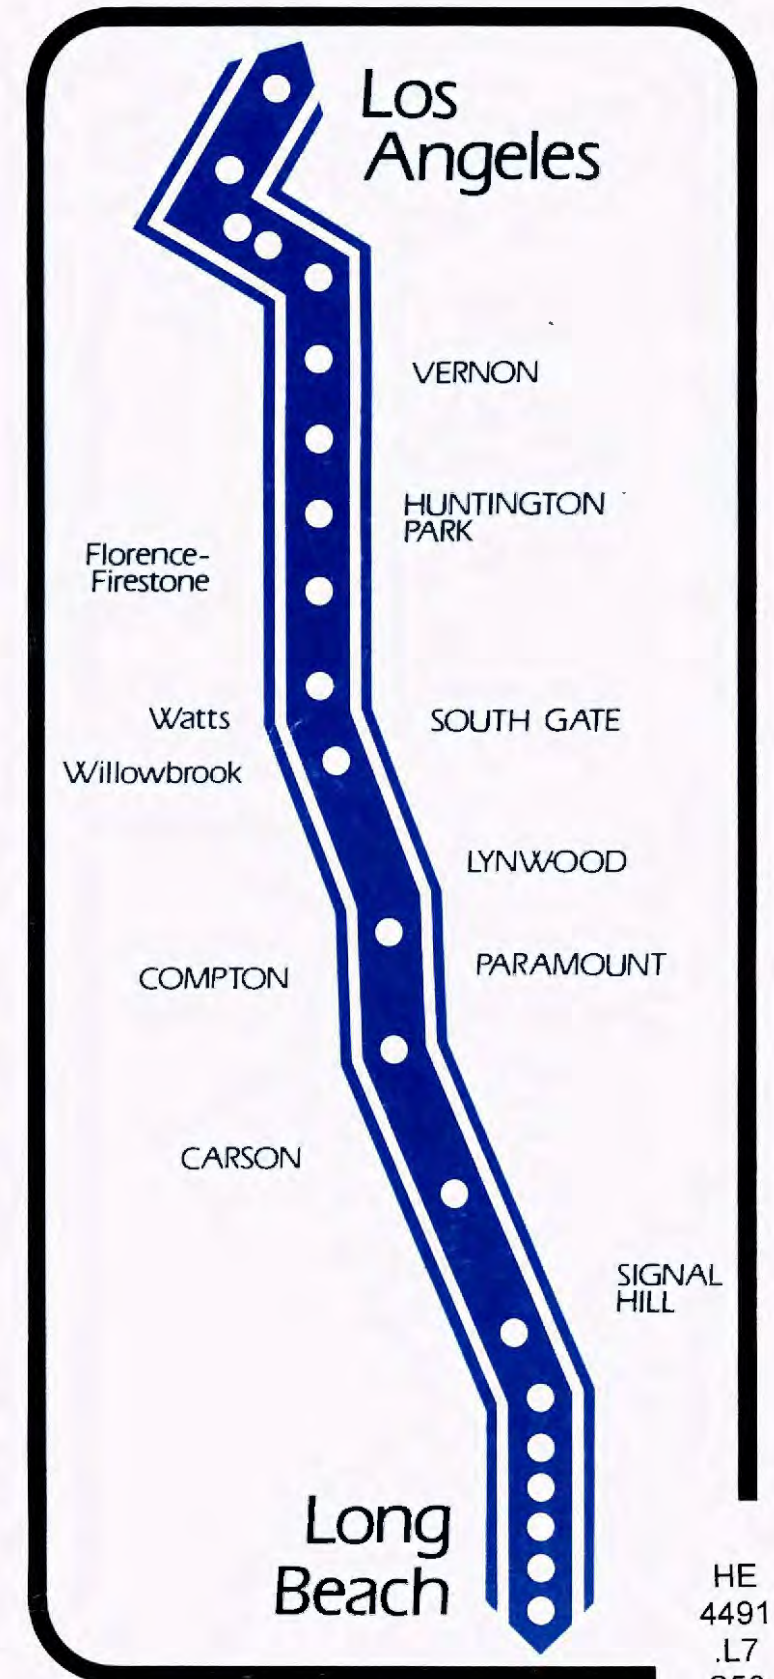 Los
Angeles
VERNON
HUNTINGTON
PARK
Florence-
Firestone
Watts
SOUTH GATE
Willowbrook
LYNWOOD
PARAMOUNT
COMPTON
CARSON
SIGNAL
HILL
Long
Beach
HE
4491
.L7